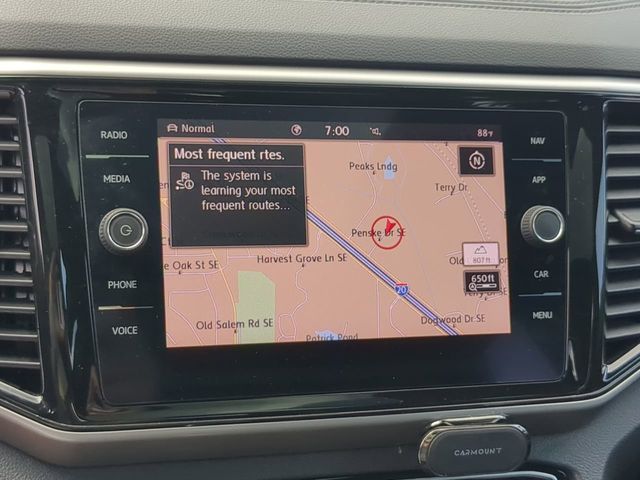 RADIO
MEDIA
PHONE
VOICE
Normal
7:00
88°F
Most frequent rtes.
The system is
learning your most
frequent routes...
Peaks Lndg
Terry Dr
N
Penske Dr SE
Harvest Grove Ln SE
e Oak St SE
807 ft
650ft
20
Old Salem Rd SE
Dogwood Dr SE
Patrick Pond
NAV
APP
CAR
MENU
CARMOUNT